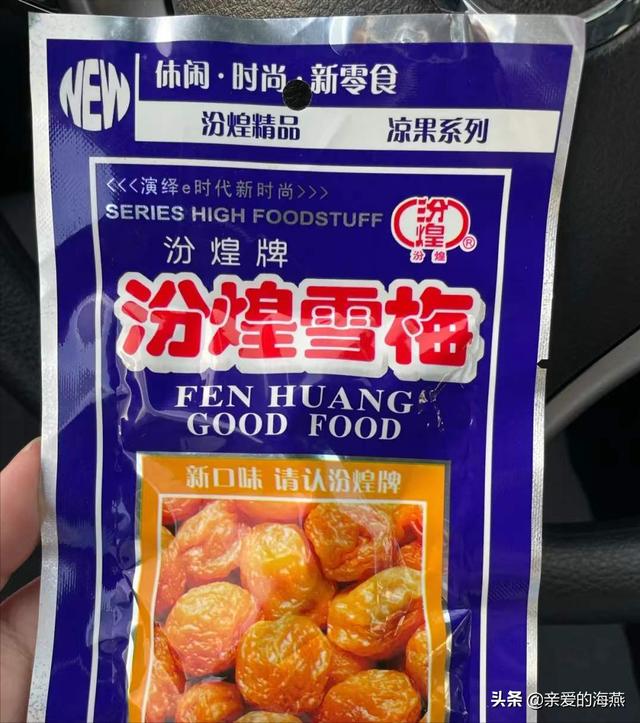 NEW
休闲·时尚·新零食
汾煌精品 凉果系列
<<<演绎e时代新时尚>>>
SERIES HIGH FOODSTUFF
汾煌
®
汾煌
汾煌牌
汾煌雪梅
FEN HUANG
GOOD FOOD
新口味 请认汾煌牌
头条 @亲爱的海燕